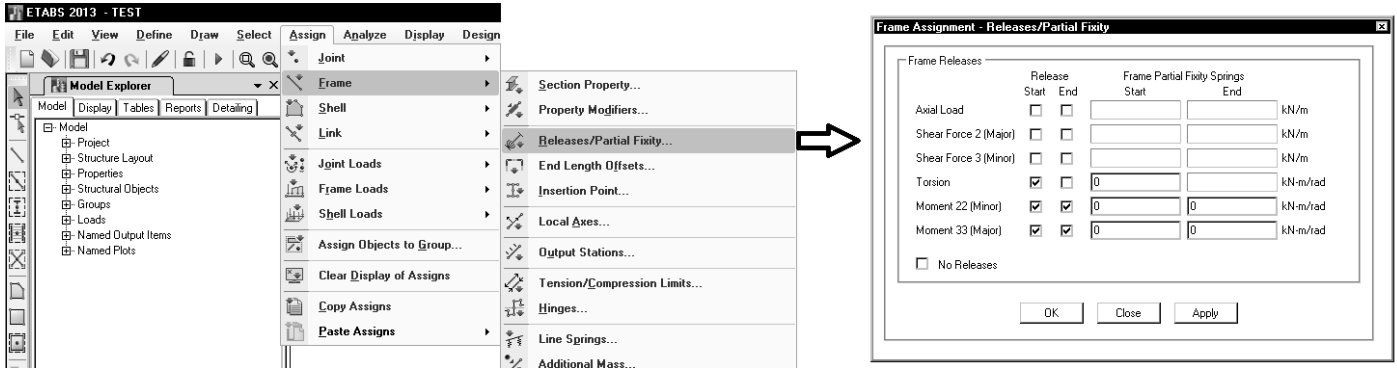 ETABS 2013 - TEST
File Edit View Define Draw Select Assign Analyze Display Design
Model Explorer
Model Display Tables Reports Detailing
Model
Project
Structure Layout
Properties
Structural Objects
Groups
Loads
Named Output Items
Named Plots
Joint
Frame
Shell
Link
Joint Loads
Frame Loads
Shell Loads
Assign Objects to Group...
Clear Display of Assigns
Copy Assigns
Paste Assigns
Section Property...
Property Modifiers...
Releases/Partial Fixity...
End Length Offsets...
Insertion Point...
Local Axes...
Output Stations...
Tension/Compression Limits...
Hinges...
Line Springs...
Additional Mass...
Frame Assignment - Releases/Partial Fixity
Frame Releases
Release Frame Partial Fixity Springs
Start End Start End
Axial Load kN/m
Shear Force 2 (Major) kN/m
Shear Force 3 (Minor) kN/m
Torsion 0 kN-m/rad
Moment 22 (Minor) 0 0 kN-m/rad
Moment 33 (Major) 0 0 kN-m/rad
No Releases
OK Close Apply